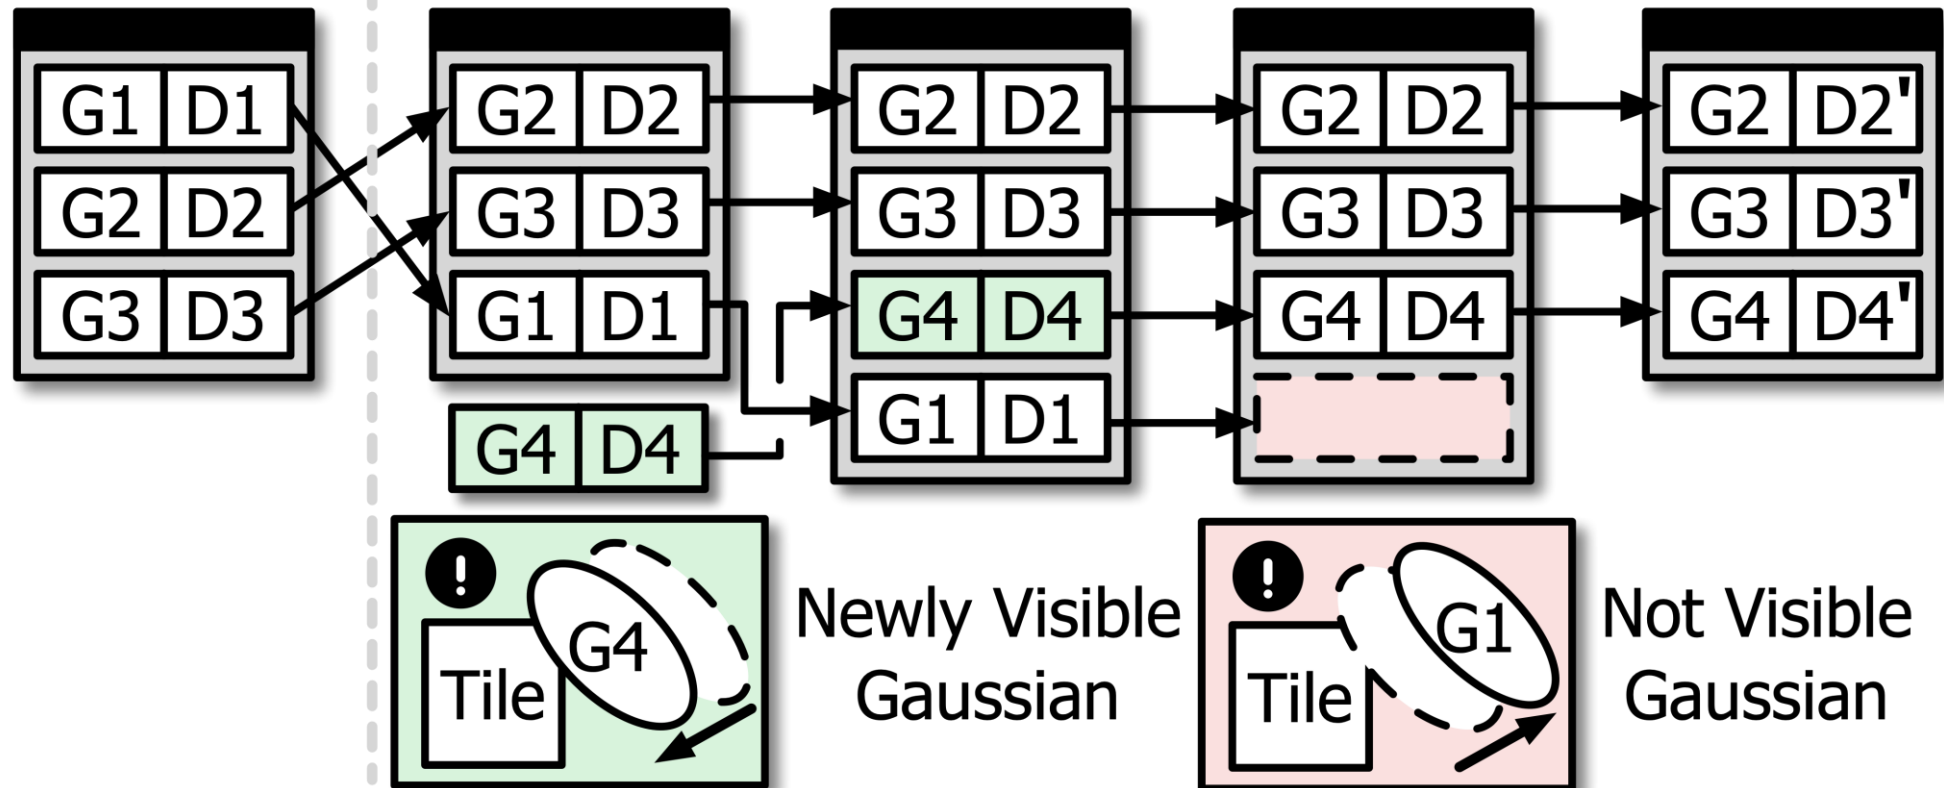 G1 D1
G2 D2
G3 D3
G2 D2
G3 D3
G1 D1
G4 D4
G2 D2
G3 D3
G4 D4
G1 D1
G2 D2
G3 D3
G4 D4
G2 D2'
G3 D3'
G4 D4'
!
G4
Tile
Newly Visible
Gaussian
!
G1
Tile
Not Visible
Gaussian